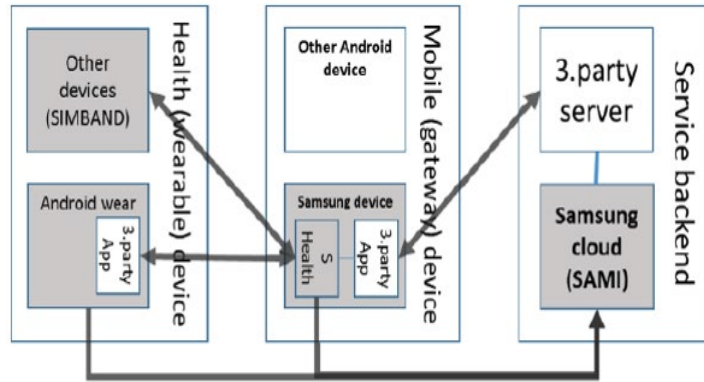 Other
devices
(SIMBAND)
Android wear
3.party
App
Health (wearable) device
Other Android
device
Samsung device
S
Health
3.party
App
Mobile (gateway) device
3.party
server
Samsung
cloud
(SAMI)
Service backend